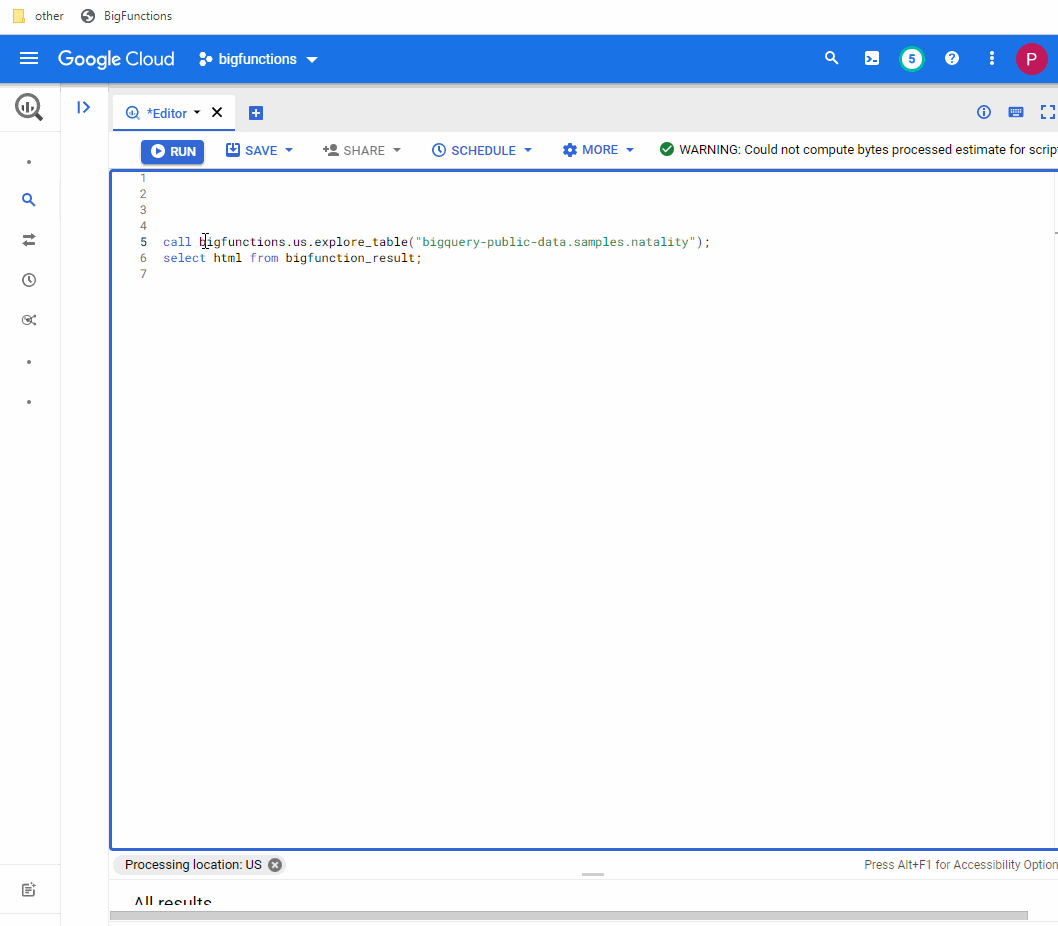 other BigFunctions
Google Cloud bigfunctions 5 P
*Editor
RUN SAVE SHARE SCHEDULE MORE WARNING: Could not compute bytes processed estimate for script
1
2
3
4
5 call bigfunctions.us.explore_table("bigquery-public-data.samples.natality");
6 select html from bigfunction_result;
7
Processing location: US Press Alt+F1 for Accessibility Option
All results